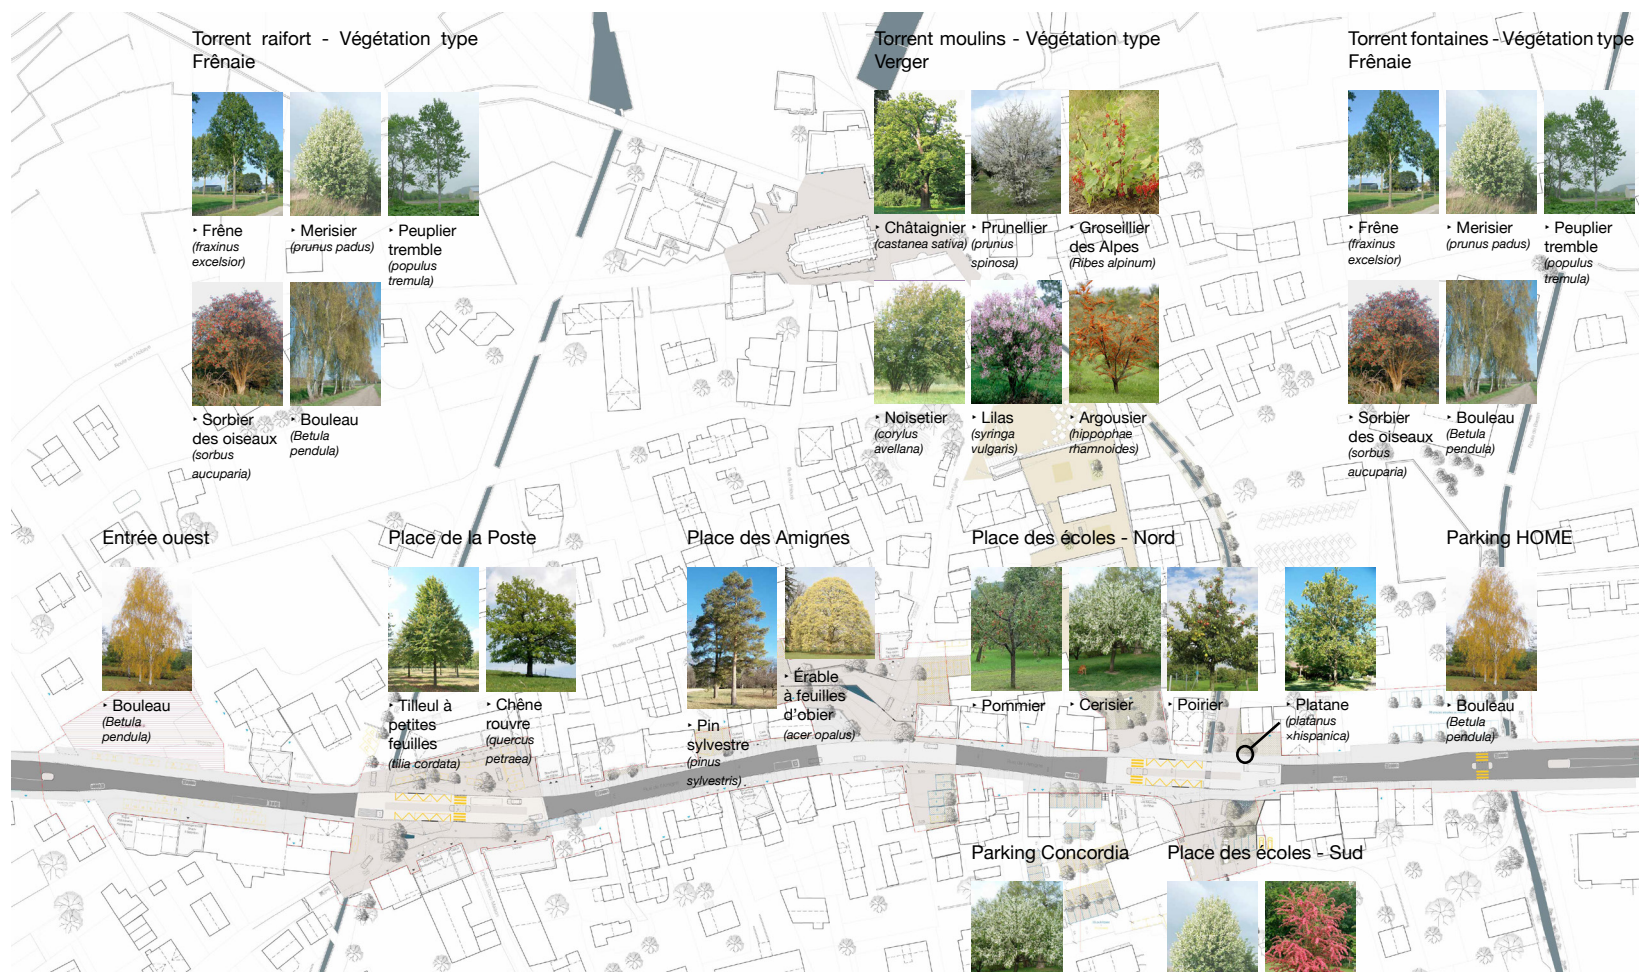 Torrent raifort - Végétation type
Frênaie
‣ Frêne
(fraxinus
excelsior)
‣ Merisier
(prunus padus)
‣ Peuplier
tremble
(populus
tremula)
‣ Sorbier
des oiseaux
(sorbus
aucuparia)
‣ Bouleau
(Betula
pendula)
Torrent moulins - Végétation type
Verger
‣ Châtaignier
(castanea sativa)
‣ Prunellier
(prunus
spinosa)
‣ Groseillier
des Alpes
(Ribes alpinum)
‣ Noisetier
(corylus
avellana)
‣ Lilas
(syringa
vulgaris)
‣ Argousier
(hippophae
rhamnoides)
Torrent fontaines - Végétation type
Frênaie
‣ Frêne
(fraxinus
excelsior)
‣ Merisier
(prunus padus)
‣ Peuplier
tremble
(populus
tremula)
‣ Sorbier
des oiseaux
(sorbus
aucuparia)
‣ Bouleau
(Betula
pendula)
Entrée ouest
‣ Bouleau
(Betula
pendula)
Place de la Poste
‣ Tilleul à
petites
feuilles
(tilia cordata)
‣ Chêne
rouvre
(quercus
petraea)
Place des Amignes
‣ Pin
sylvestre
(pinus
sylvestris)
‣ Érable
à feuilles
d'obier
(acer opalus)
Place des écoles - Nord
‣ Pommier
‣ Cerisier
‣ Poirier
‣ Platane
(platanus
×hispanica)
Parking HOME
‣ Bouleau
(Betula
pendula)
Parking Concordia
Place des écoles - Sud